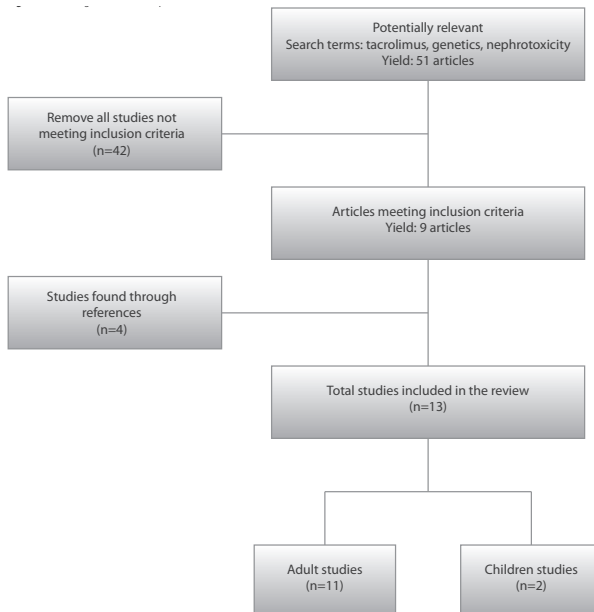 Potentially relevant
Search terms: tacrolimus, genetics, nephrotoxicity
Yield: 51 articles
Remove all studies not
meeting inclusion criteria
(n=42)
Articles meeting inclusion criteria
Yield: 9 articles
Studies found through
references
(n=4)
Total studies included in the review
(n=13)
Adult studies
(n=11)
Children studies
(n=2)